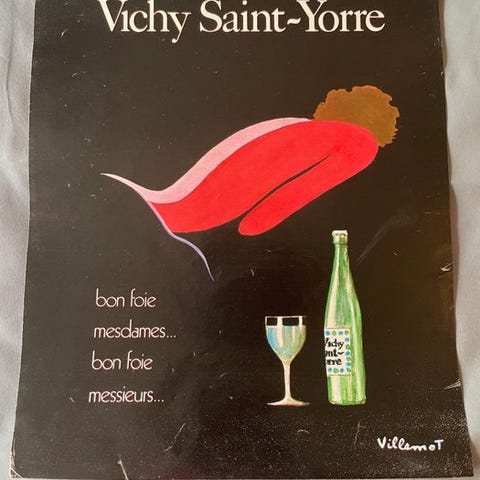 Vichy Saint~Yorre
bon foie
mesdames...
bon foie
messieurs...
Vichy
Saint~
Yorre
Villemot